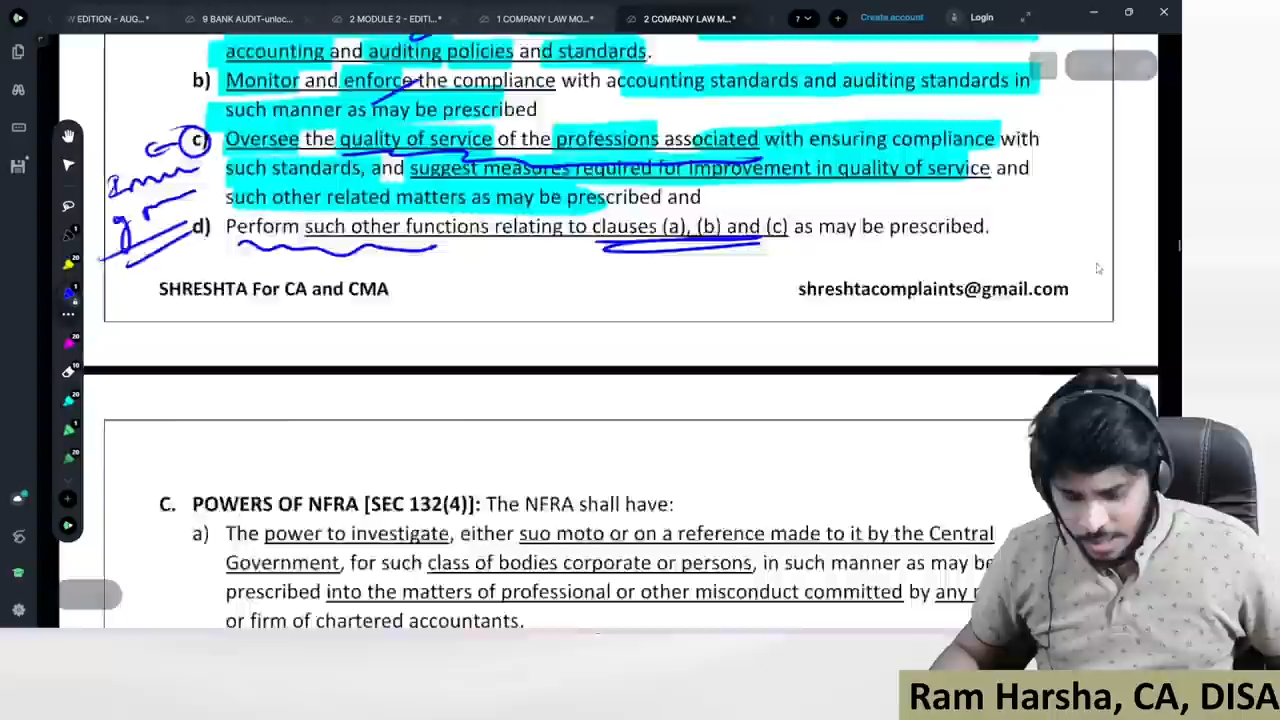 W EDITION - AUG...*
9 BANK AUDIT-unloc...
2 MODULE 2 - EDITI...*
1 COMPANY LAW MO...*
2 COMPANY LAW M...*
7
Create account
Login
accounting and auditing policies and standards.
b) Monitor and enforce the compliance with accounting standards and auditing standards in
such manner as may be prescribed
c) Oversee the quality of service of the professions associated with ensuring compliance with
such standards, and suggest measures required for improvement in quality of service and
such other related matters as may be prescribed and
d) Perform such other functions relating to clauses (a), (b) and (c) as may be prescribed.
SHRESHTA For CA and CMA
shreshtacomplaints@gmail.com
C. POWERS OF NFRA [SEC 132(4)]: The NFRA shall have:
a) The power to investigate, either suo moto or on a reference made to it by the Central
Government, for such class of bodies corporate or persons, in such manner as may be
prescribed into the matters of professional or other misconduct committed by any
or firm of chartered accountants.
Ram Harsha, CA, DISA